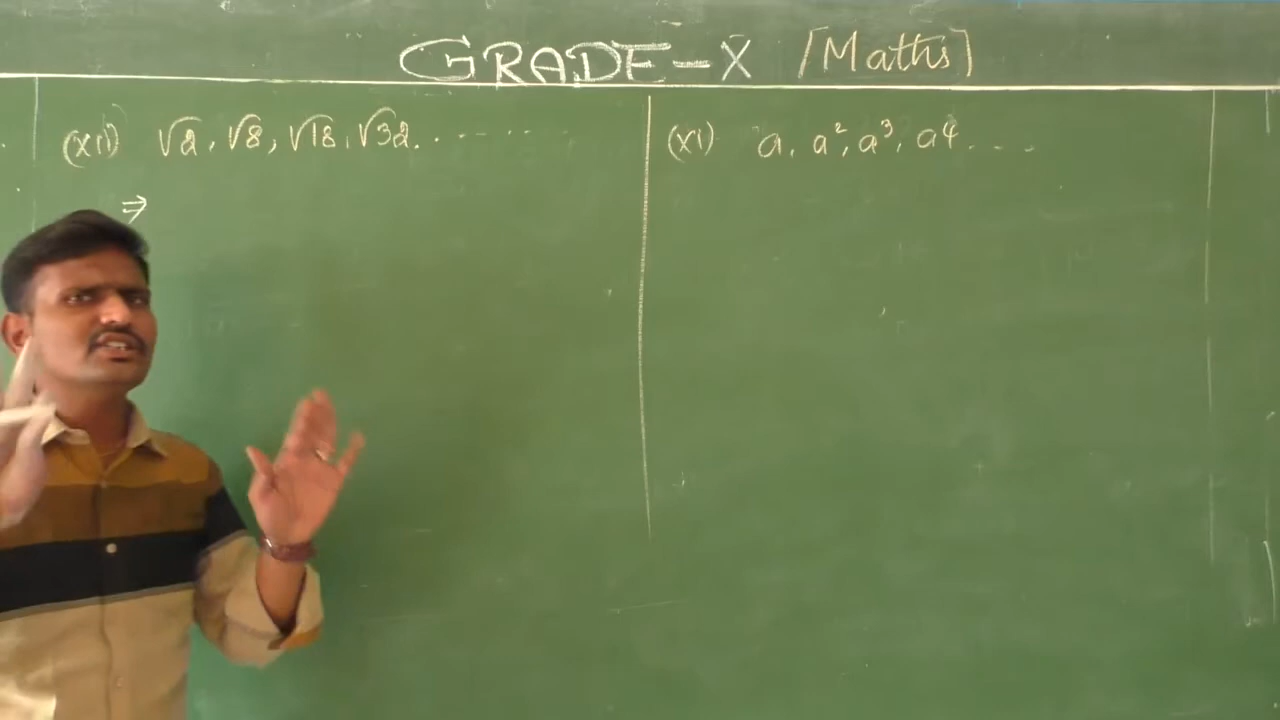 GRADE-X [Maths]
(xii) √2, √8, √18, √32. .......
⇒
(xi) a, a², a³, a4....